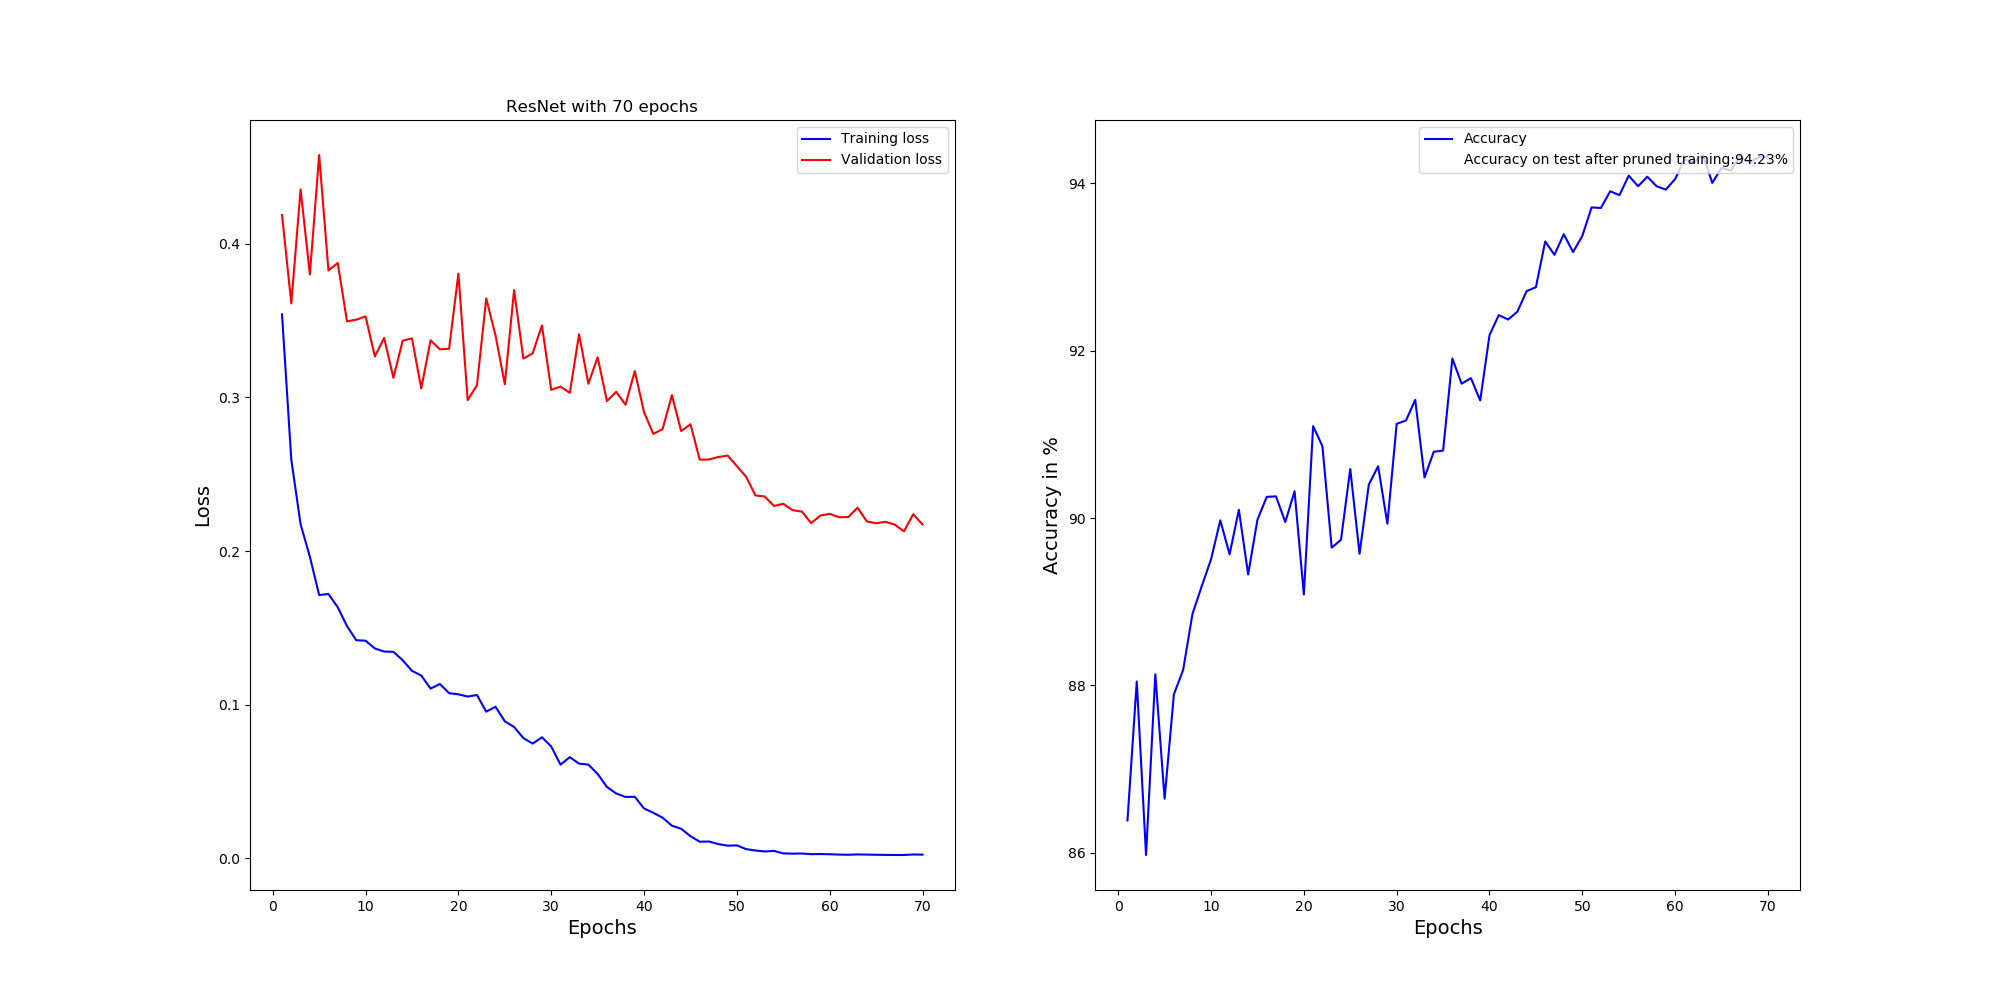 ResNet with 70 epochs
Training loss
Validation loss
0.4
0.3
0.2
0.1
0.0
Loss
0 10 20 30 40 50 60 70
Epochs
Accuracy
Accuracy on test after pruned training:94.23%
94
92
90
88
86
Accuracy in %
0 10 20 30 40 50 60 70
Epochs